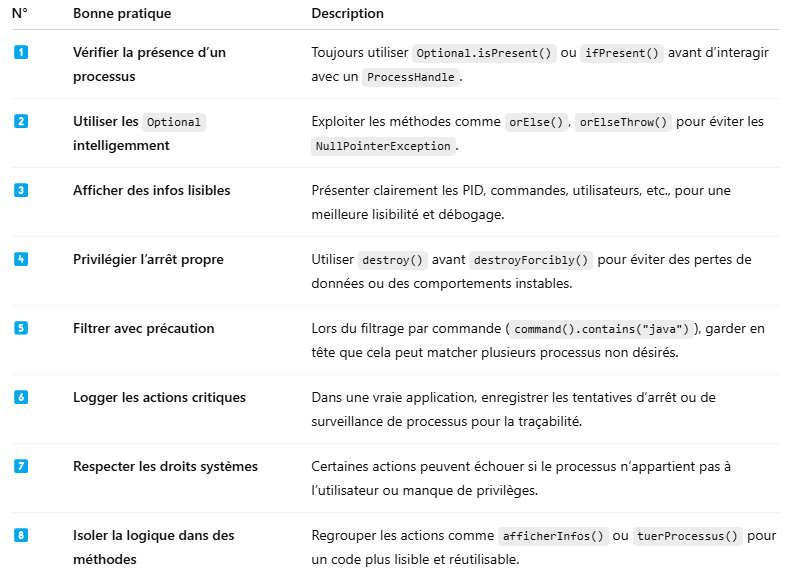 N° Bonne pratique Description
1 Vérifier la présence d’un Toujours utiliser Optional.isPresent() ou ifPresent() avant d’interagir
processus avec un ProcessHandle.
2 Utiliser les Optional Exploiter les méthodes comme orElse(), orElseThrow() pour éviter les
intelligemment NullPointerException.
3 Afficher des infos lisibles Présenter clairement les PID, commandes, utilisateurs, etc., pour une
meilleure lisibilité et débogage.
4 Privilégier l’arrêt propre Utiliser destroy() avant destroyForcibly() pour éviter des pertes de
données ou des comportements instables.
5 Filtrer avec précaution Lors du filtrage par commande (command().contains("java")), garder en
tête que cela peut matcher plusieurs processus non désirés.
6 Logger les actions critiques Dans une vraie application, enregistrer les tentatives d’arrêt ou de
surveillance de processus pour la traçabilité.
7 Respecter les droits systèmes Certaines actions peuvent échouer si le processus n’appartient pas à
l’utilisateur ou manque de privilèges.
8 Isoler la logique dans des Regrouper les actions comme afficherInfos() ou tuerProcessus() pour
méthodes un code plus lisible et réutilisable.